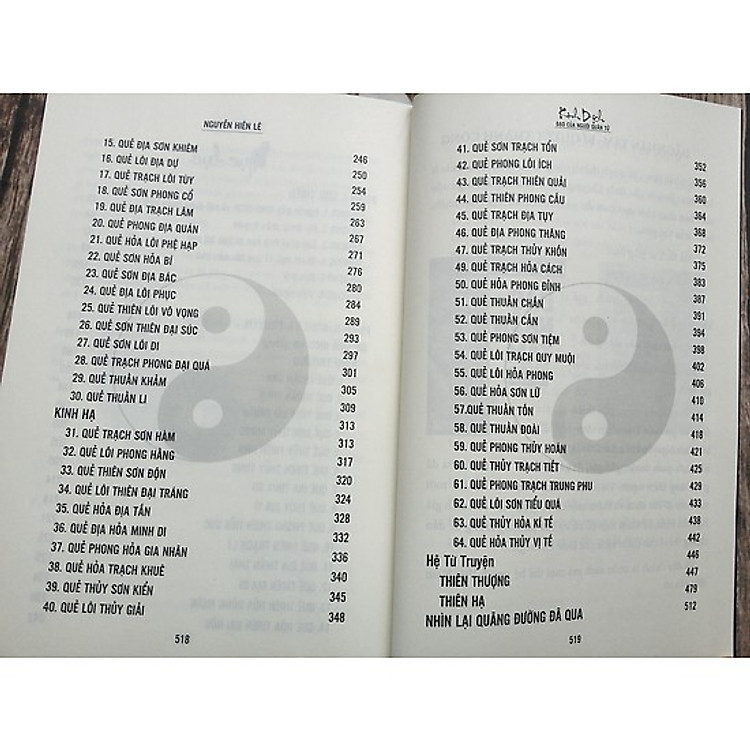 NGUYỄN HIẾN LÊ
15. QUẺ ĐỊA SƠN KHIÊM 246
16. QUẺ LÔI ĐỊA DỰ 250
17. QUẺ TRẠCH LÔI TÙY 254
18. QUẺ SƠN PHONG CỔ 259
19. QUẺ ĐỊA TRẠCH LÂM 263
20. QUẺ PHONG ĐỊA QUÁN 267
21. QUẺ HỎA LÔI PHỆ HẠP 271
22. QUẺ SƠN HỎA BÍ 276
23. QUẺ SƠN ĐỊA BÁC 280
24. QUẺ ĐỊA LÔI PHỤC 284
25. QUẺ THIÊN LÔI VÔ VỌNG 289
26. QUẺ SƠN THIÊN ĐẠI SÚC 293
27. QUẺ SƠN LÔI DI 297
28. QUẺ TRẠCH PHONG ĐẠI QUÁ 301
29. QUẺ THUẦN KHẢM 305
30. QUẺ THUẦN LI 309
KINH HẠ 313
31. QUẺ TRẠCH SƠN HÀM 313
32. QUẺ LÔI PHONG HẰNG 317
33. QUẺ THIÊN SƠN ĐỘN 320
34. QUẺ LÔI THIÊN ĐẠI TRÁNG 324
35. QUẺ HỎA ĐỊA TẤN 328
36. QUẺ ĐỊA HỎA MINH DI 332
37. QUẺ PHONG HỎA GIA NHÂN 336
38. QUẺ HỎA TRẠCH KHUÊ 340
39. QUẺ THỦY SƠN KIỂN 345
40. QUẺ LÔI THỦY GIẢI 348
518
Kinh Dịch
ĐẠO CỦA NGƯỜI QUÂN TỬ
41. QUẺ SƠN TRẠCH TỔN 352
42. QUẺ PHONG LÔI ÍCH 356
43. QUẺ TRẠCH THIÊN QUẢI 360
44. QUẺ THIÊN PHONG CẤU 364
45. QUẺ TRẠCH ĐỊA TỤY 368
46. QUẺ ĐỊA PHONG THĂNG 372
47. QUẺ TRẠCH THỦY KHỐN 375
49. QUẺ TRẠCH HỎA CÁCH 383
50. QUẺ HỎA PHONG ĐỈNH 387
51. QUẺ THUẦN CHẤN 391
52. QUẺ THUẦN CẤN 394
53. QUẺ PHONG SƠN TIỆM 398
54. QUẺ LÔI TRẠCH QUY MUỘI 402
55. QUẺ LÔI HỎA PHONG 406
56. QUẺ HỎA SƠN LỮ 410
57.QUẺ THUẦN TỐN 414
58. QUẺ THUẦN ĐOÀI 418
59. QUẺ PHONG THỦY HOÁN 421
60. QUẺ THỦY TRẠCH TIẾT 425
61. QUẺ PHONG TRẠCH TRUNG PHU 429
62. QUẺ LÔI SƠN TIỂU QUÁ 433
63. QUẺ THỦY HỎA KÍ TẾ 438
64. QUẺ HỎA THỦY VỊ TẾ 442
Hệ Từ Truyện 446
THIÊN THƯỢNG 447
THIÊN HẠ 479
NHÌN LẠI QUÃNG ĐƯỜNG ĐÃ QUA 512
519